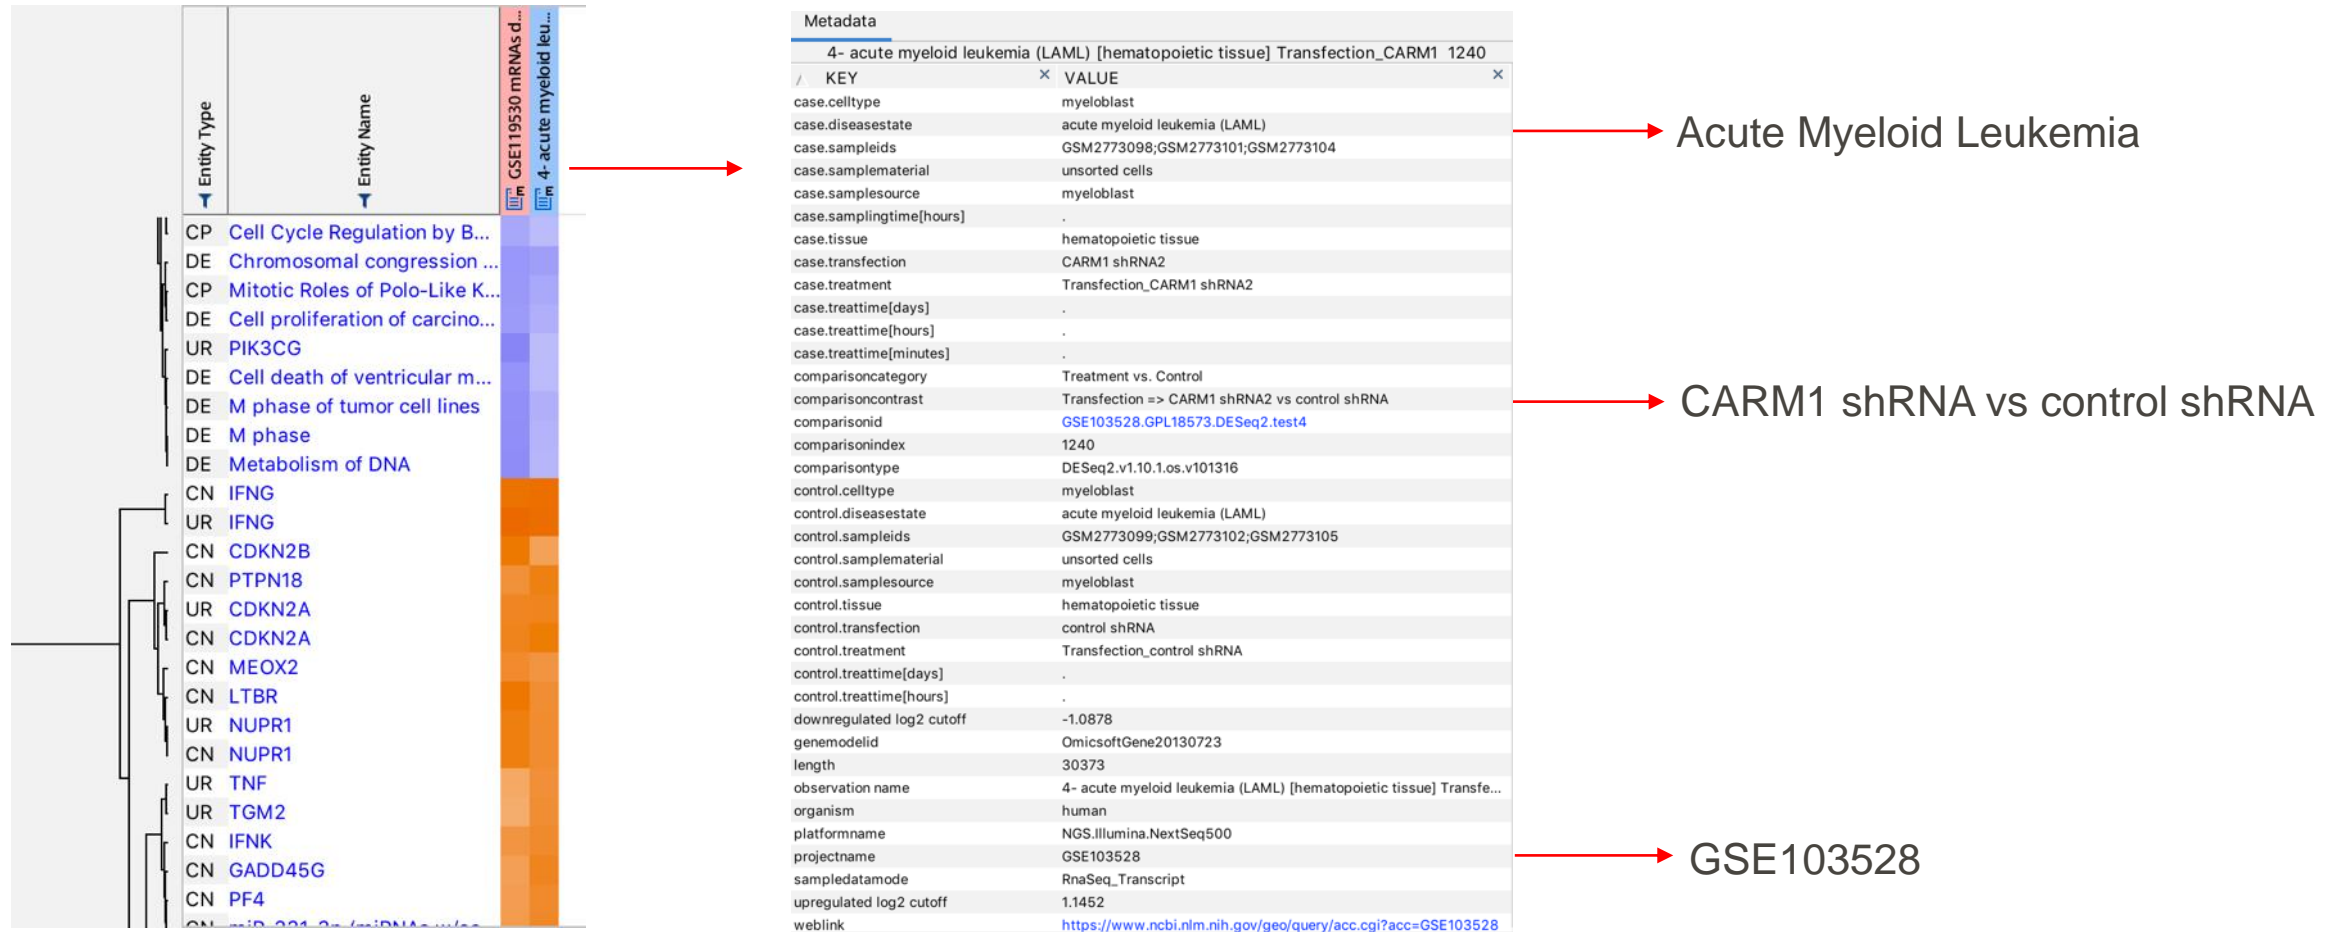 Entity Type
Entity Name
GSE119530 mRNAs d...
4- acute myeloid leu...
CP Cell Cycle Regulation by B...
DE Chromosomal congression ...
CP Mitotic Roles of Polo-Like K...
DE Cell proliferation of carcino...
UR PIK3CG
DE Cell death of ventricular m...
DE M phase of tumor cell lines
DE M phase
DE Metabolism of DNA
CN IFNG
UR IFNG
CN CDKN2B
CN PTPN18
UR CDKN2A
CN CDKN2A
CN MEOX2
CN LTBR
UR NUPR1
CN NUPR1
UR TNF
UR TGM2
CN IFNK
CN GADD45G
CN PF4
Metadata
4- acute myeloid leukemia (LAML) [hematopoietic tissue] Transfection_CARM1 1240
KEY VALUE
case.celltype myeloblast
case.diseasestate acute myeloid leukemia (LAML)
case.sampleids GSM2773098;GSM2773101;GSM2773104
case.samplematerial unsorted cells
case.samplesource myeloblast
case.samplingtime[hours] .
case.tissue hematopoietic tissue
case.transfection CARM1 shRNA2
case.treatment Transfection_CARM1 shRNA2
case.treattime[days] .
case.treattime[hours] .
case.treattime[minutes] .
comparisoncategory Treatment vs. Control
comparisoncontrast Transfection => CARM1 shRNA2 vs control shRNA
comparisonid GSE103528.GPL18573.DESeq2.test4
comparisonindex 1240
comparisontype DESeq2.v1.10.1.os.v101316
control.celltype myeloblast
control.diseasestate acute myeloid leukemia (LAML)
control.sampleids GSM2773099;GSM2773102;GSM2773105
control.samplematerial unsorted cells
control.samplesource myeloblast
control.tissue hematopoietic tissue
control.transfection control shRNA
control.treatment Transfection_control shRNA
control.treattime[days] .
control.treattime[hours] .
downregulated log2 cutoff -1.0878
genemodelid OmicsoftGene20130723
length 30373
observation name 4- acute myeloid leukemia (LAML) [hematopoietic tissue] Transfe...
organism human
platformname NGS.Illumina.NextSeq500
projectname GSE103528
sampledatamode RnaSeq_Transcript
upregulated log2 cutoff 1.1452
weblink https://www.ncbi.nlm.nih.gov/geo/query/acc.cgi?acc=GSE103528
Acute Myeloid Leukemia
CARM1 shRNA vs control shRNA
GSE103528